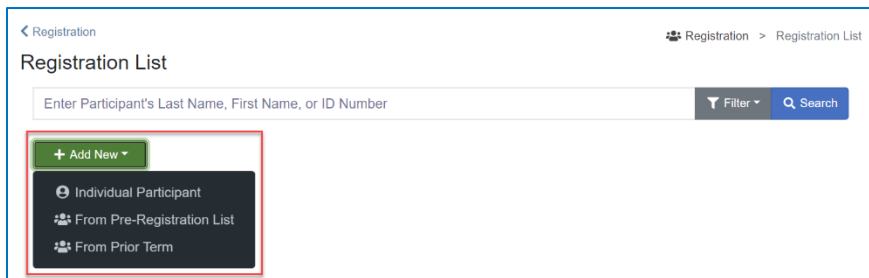 Registration
Registration > Registration List
Registration List
Enter Participant's Last Name, First Name, or ID Number
Filter
Search
+ Add New
Individual Participant
From Pre-Registration List
From Prior Term